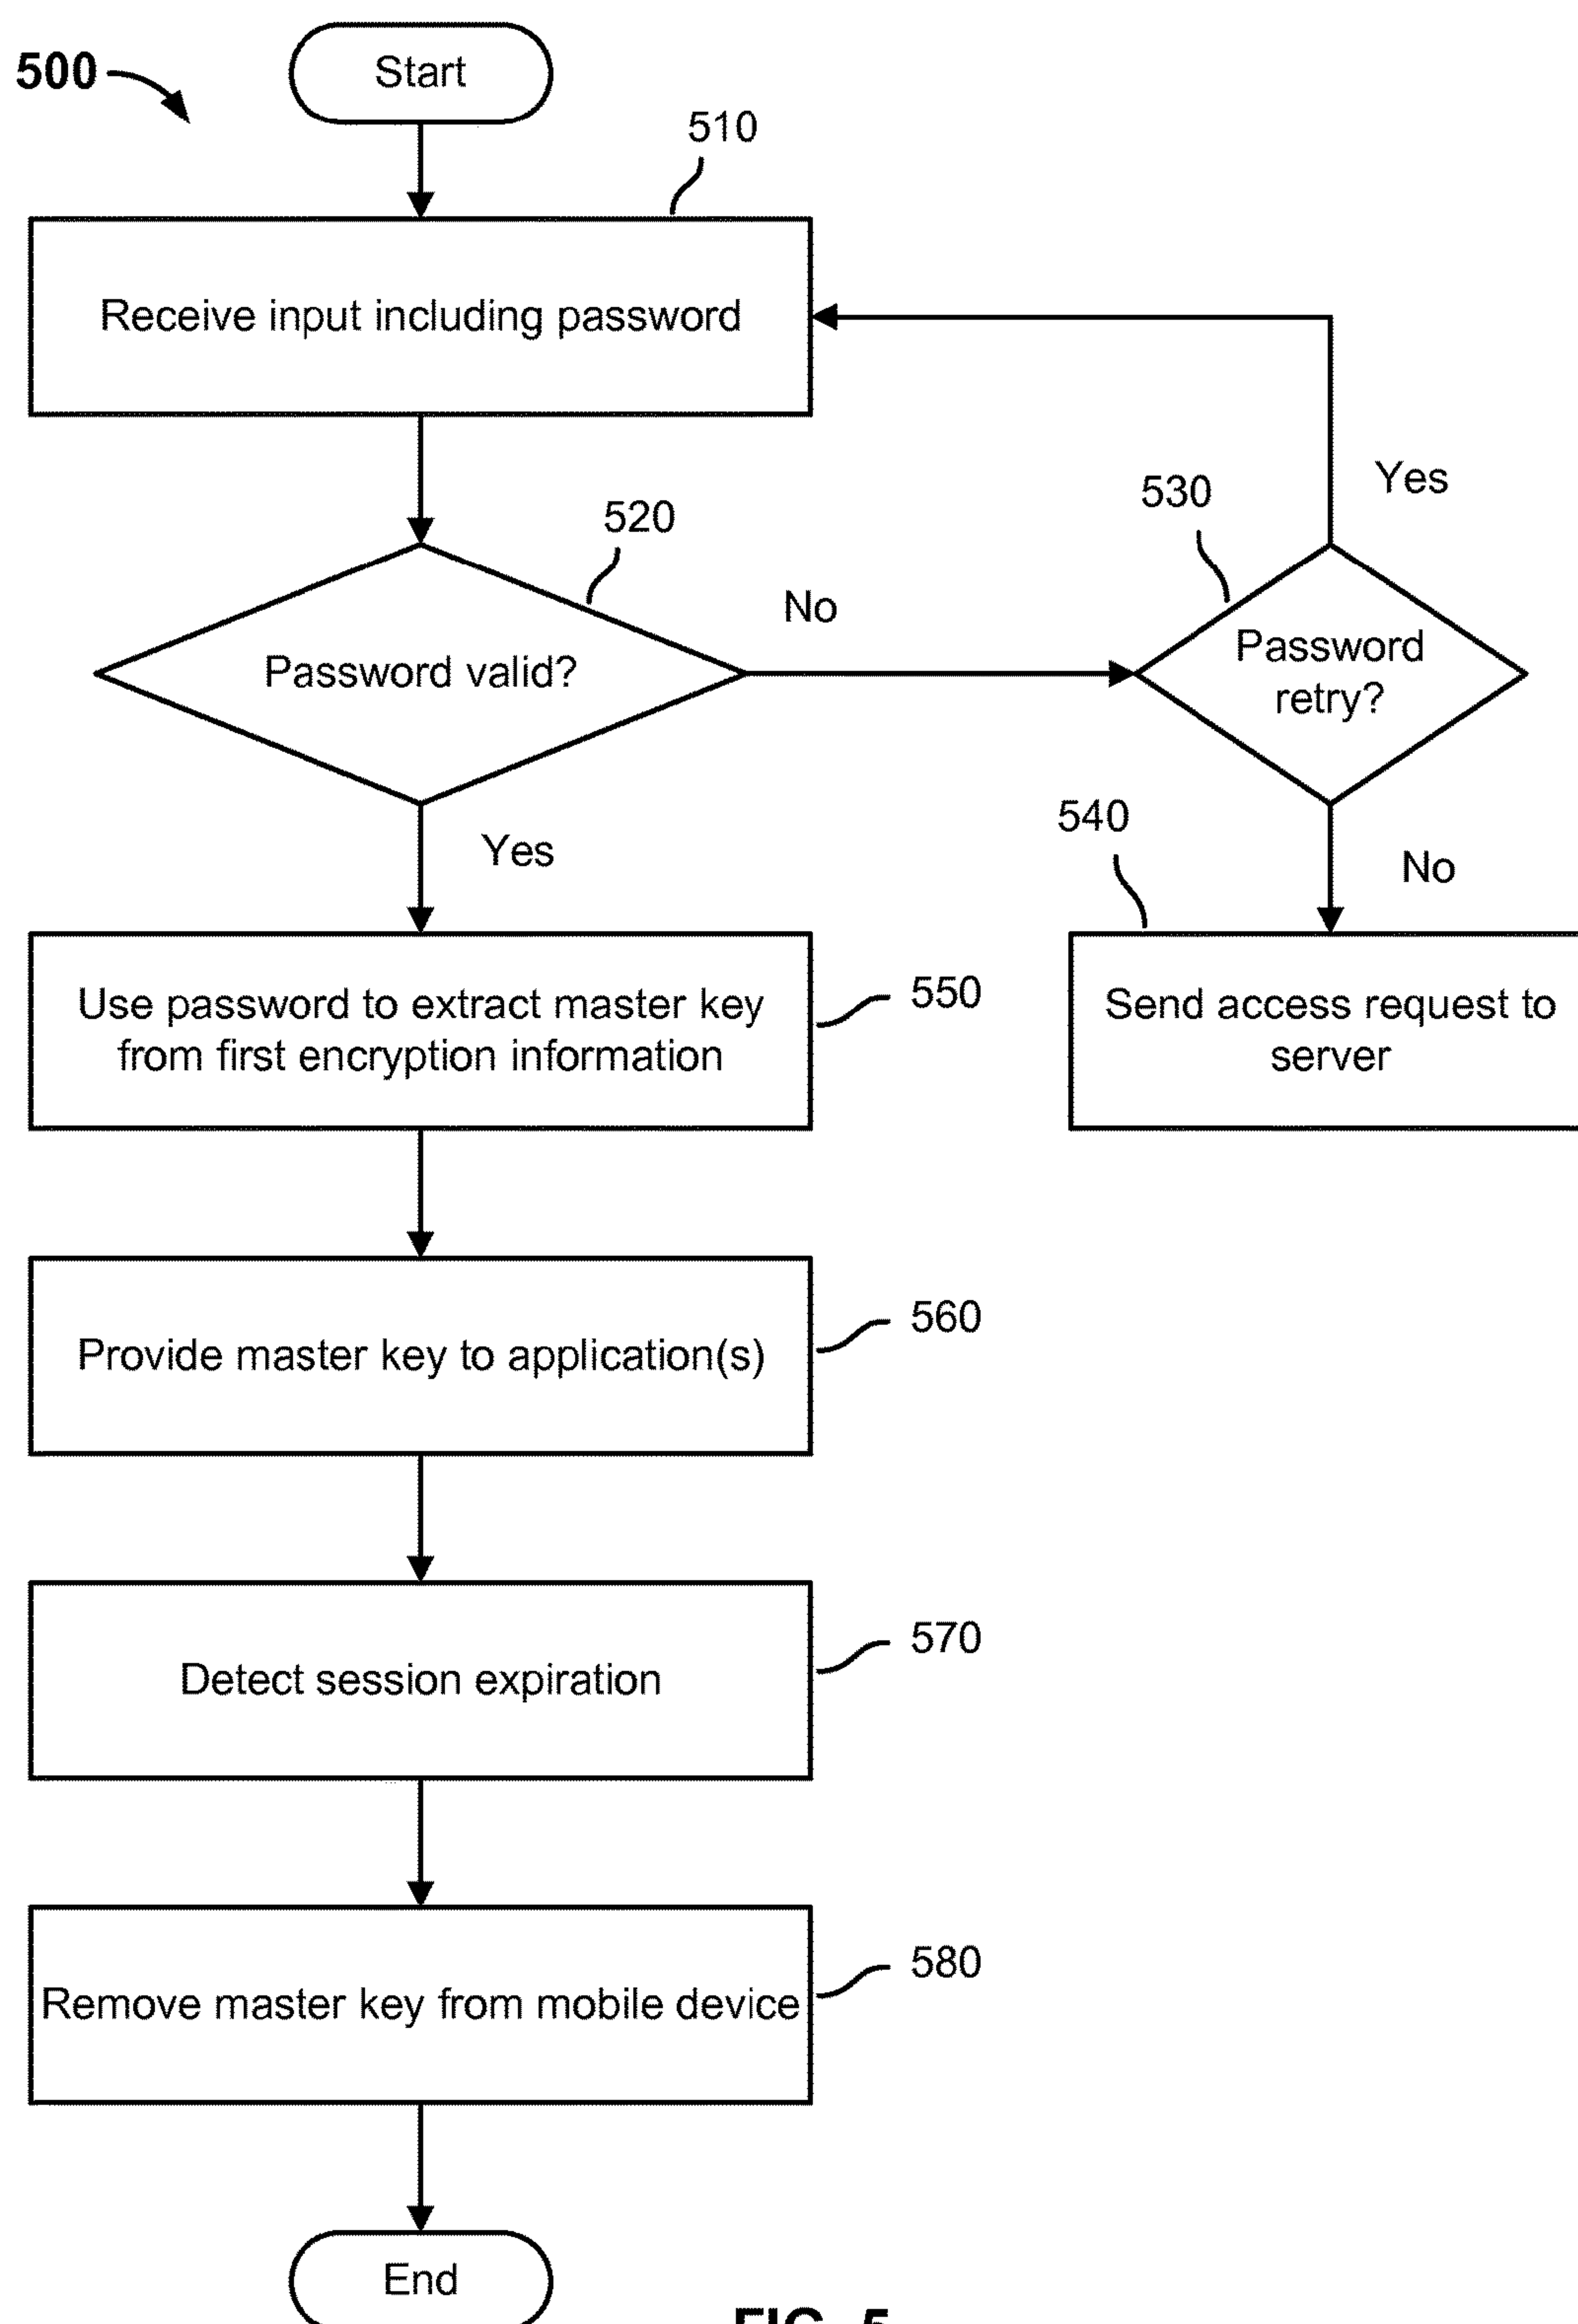 500
Start
510
Receive input including password
520
No
530
Yes
Password valid?
Password
retry?
Yes
540
No
Use password to extract master key
from first encryption information
550
Send access request to
server
Provide master key to application(s)
560
Detect session expiration
570
Remove master key from mobile device
580
End
FIG. 5